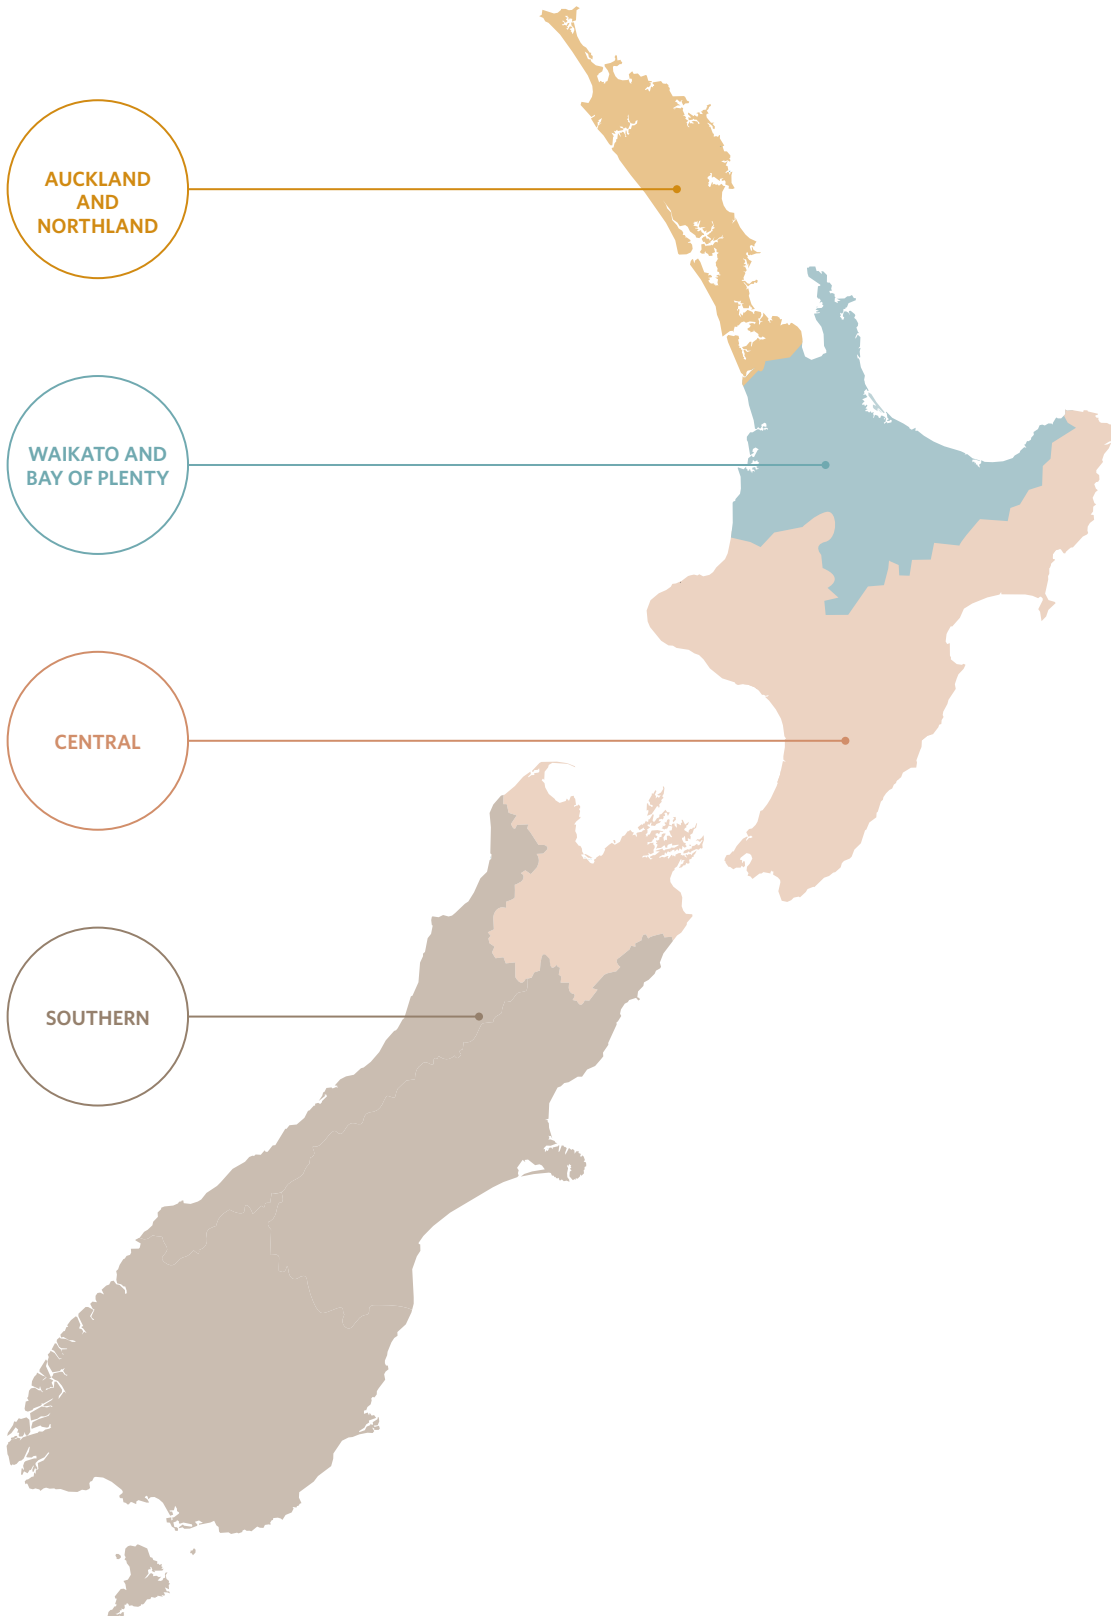 AUCKLAND
AND
NORTHLAND
WAIKATO AND
BAY OF PLENTY
CENTRAL
SOUTHERN